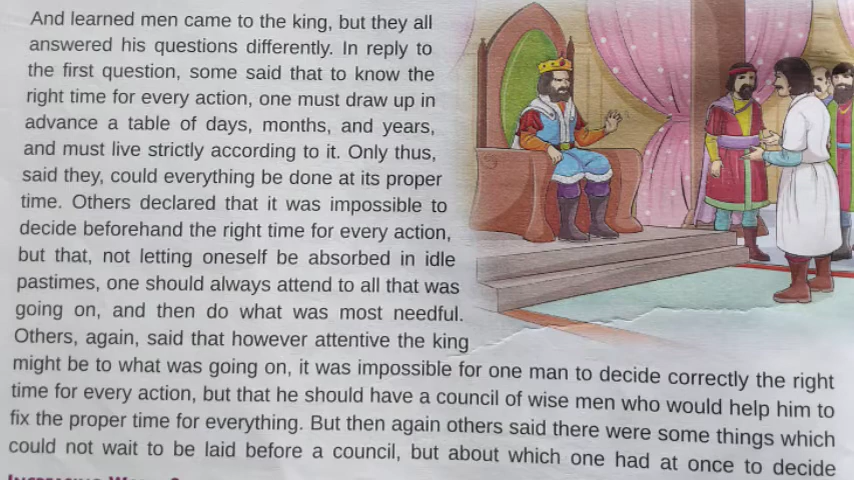 And learned men came to the king, but they all
answered his questions differently. In reply to
the first question, some said that to know the
right time for every action, one must draw up in
advance a table of days, months, and years,
and must live strictly according to it. Only thus,
said they, could everything be done at its proper
time. Others declared that it was impossible to
decide beforehand the right time for every action,
but that, not letting oneself be absorbed in idle
pastimes, one should always attend to all that was
going on, and then do what was most needful.
Others, again, said that however attentive the king
might be to what was going on, it was impossible for one man to decide correctly the right
time for every action, but that he should have a council of wise men who would help him to
fix the proper time for everything. But then again others said there were some things which
could not wait to be laid before a council, but about which one had at once to decide